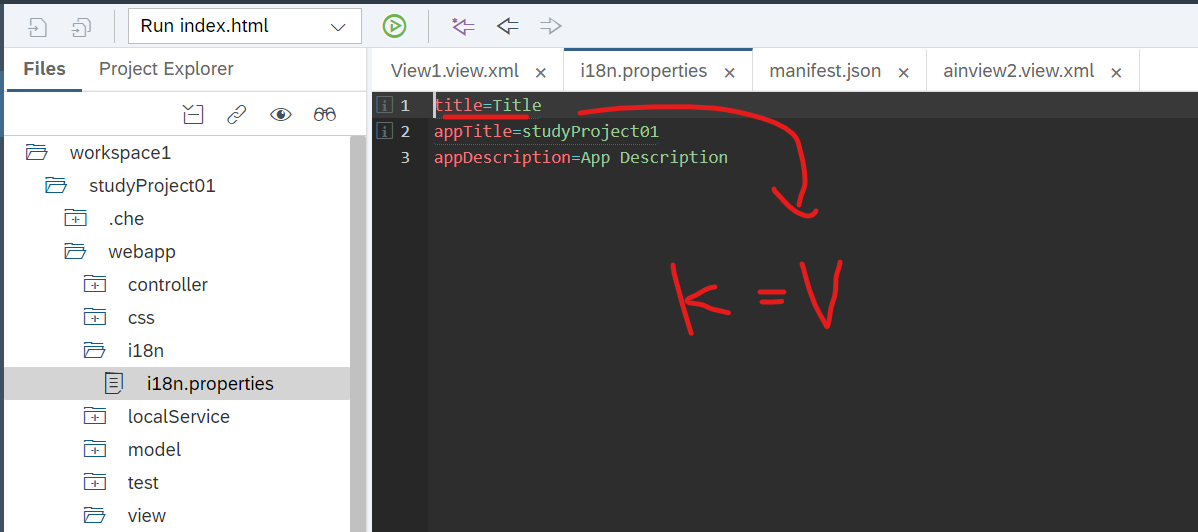 Run index.html
Files Project Explorer
View1.view.xml × i18n.properties × manifest.json × ainview2.view.xml ×
workspace1
studyProject01
.che
webapp
controller
css
i18n
i18n.properties
localService
model
test
view
1 title=Title
2 appTitle=studyProject01
3 appDescription=App Description
K = V